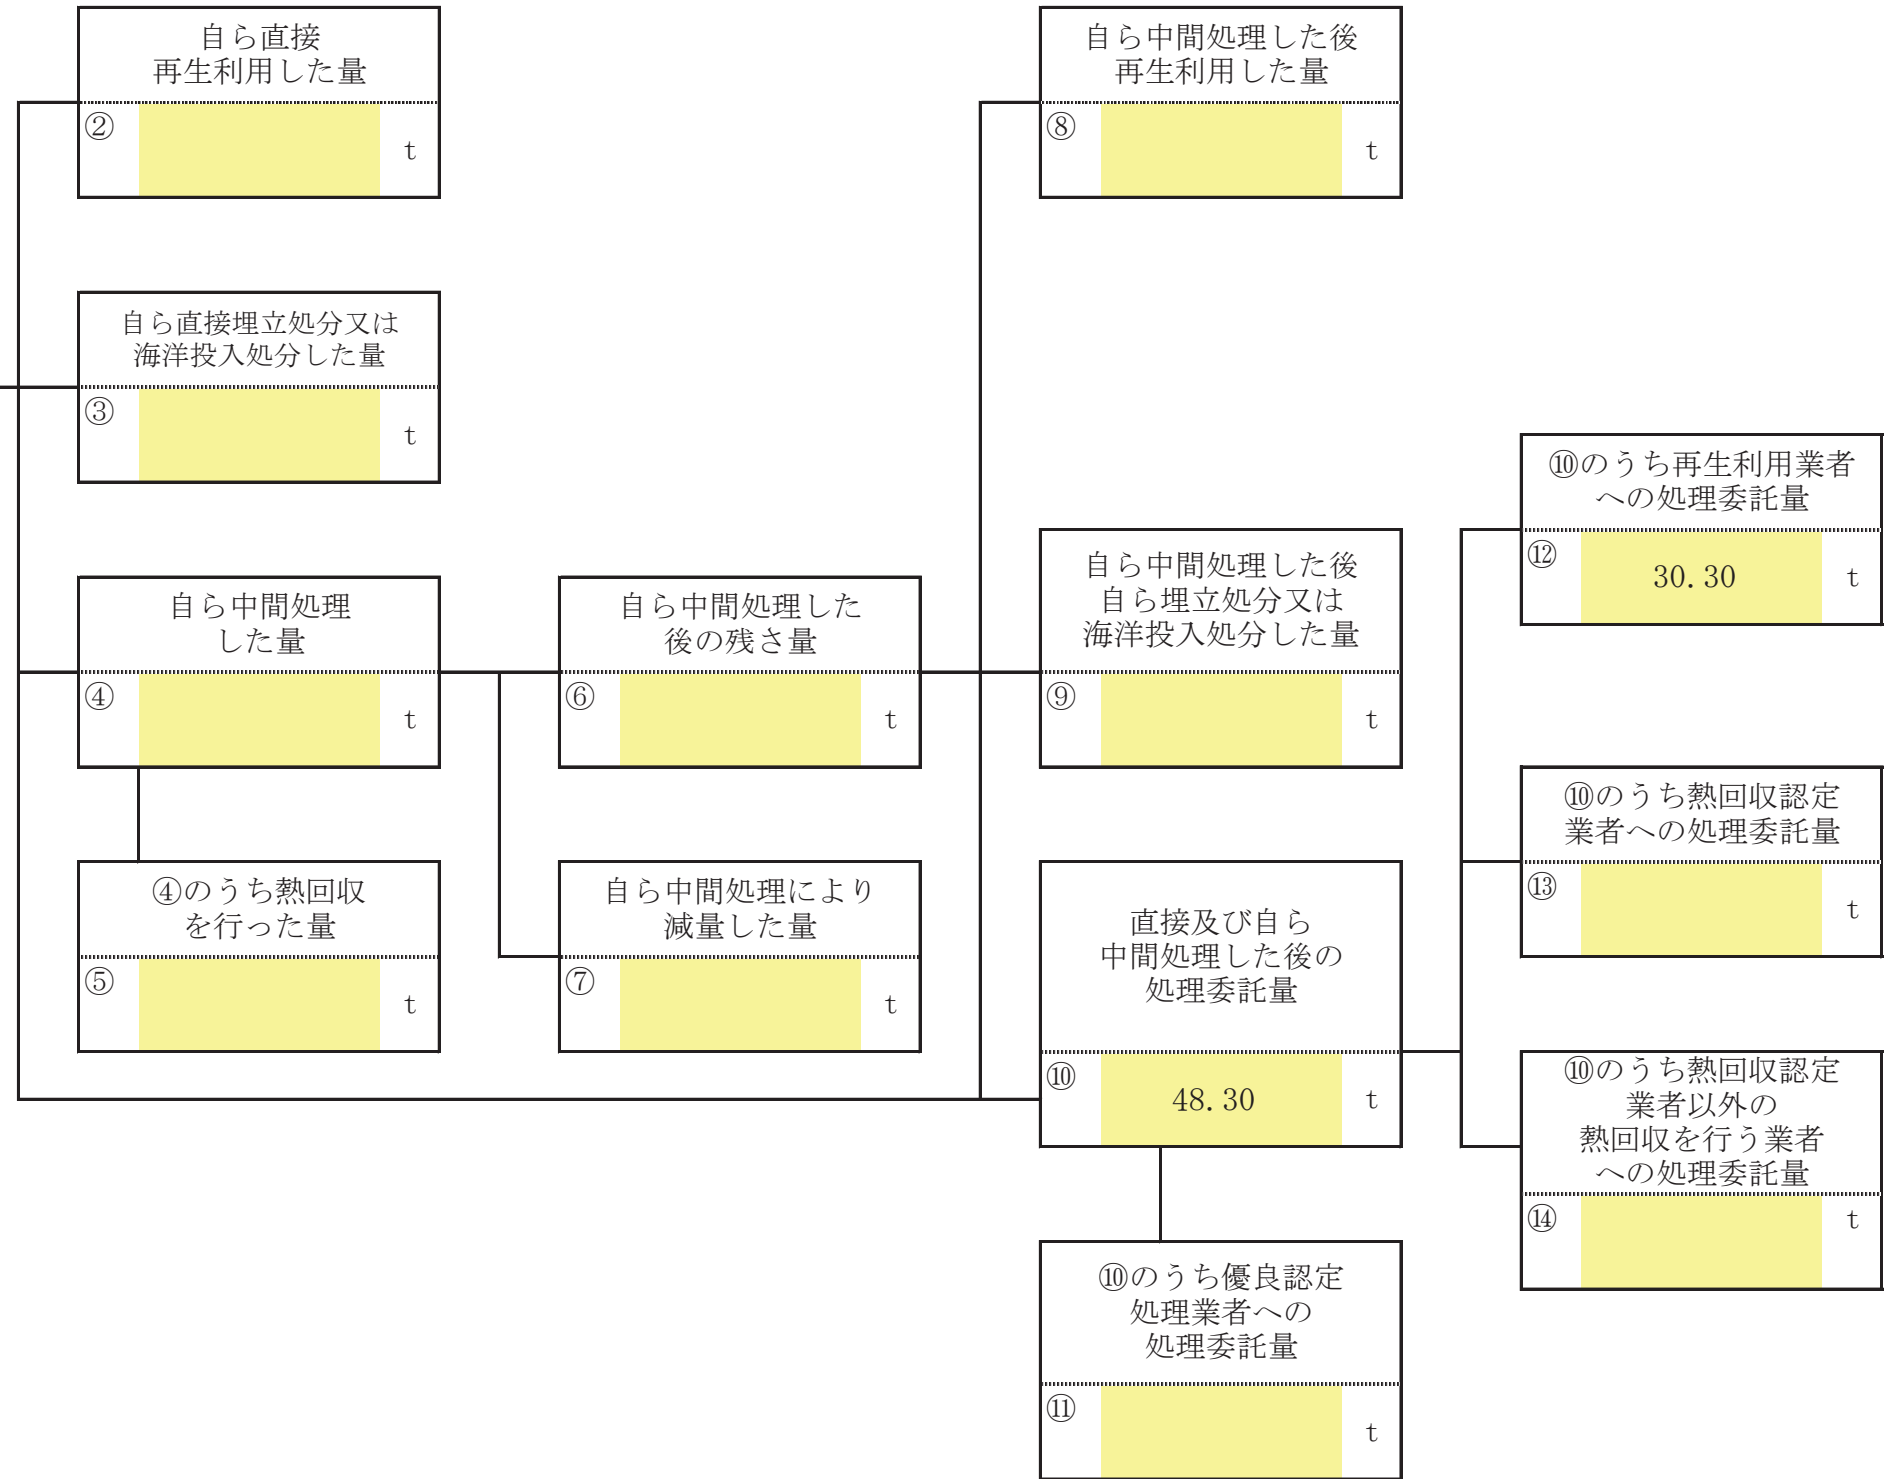 自ら直接
再生利用した量
②
t
自ら中間処理した後
再生利用した量
⑧
t
自ら直接埋立処分又は
海洋投入処分した量
③
t
⑩のうち再生利用業者
への処理委託量
⑫
30.30
t
自ら中間処理
した量
④
t
自ら中間処理した
後の残さ量
⑥
t
自ら中間処理した後
自ら埋立処分又は
海洋投入処分した量
⑨
t
⑩のうち熱回収認定
業者への処理委託量
⑬
t
④のうち熱回収
を行った量
⑤
t
自ら中間処理により
減量した量
⑦
t
直接及び自ら
中間処理した後の
処理委託量
⑩
48.30
t
⑩のうち熱回収認定
業者以外の
熱回収を行う業者
への処理委託量
⑭
t
⑩のうち優良認定
処理業者への
処理委託量
⑪
t